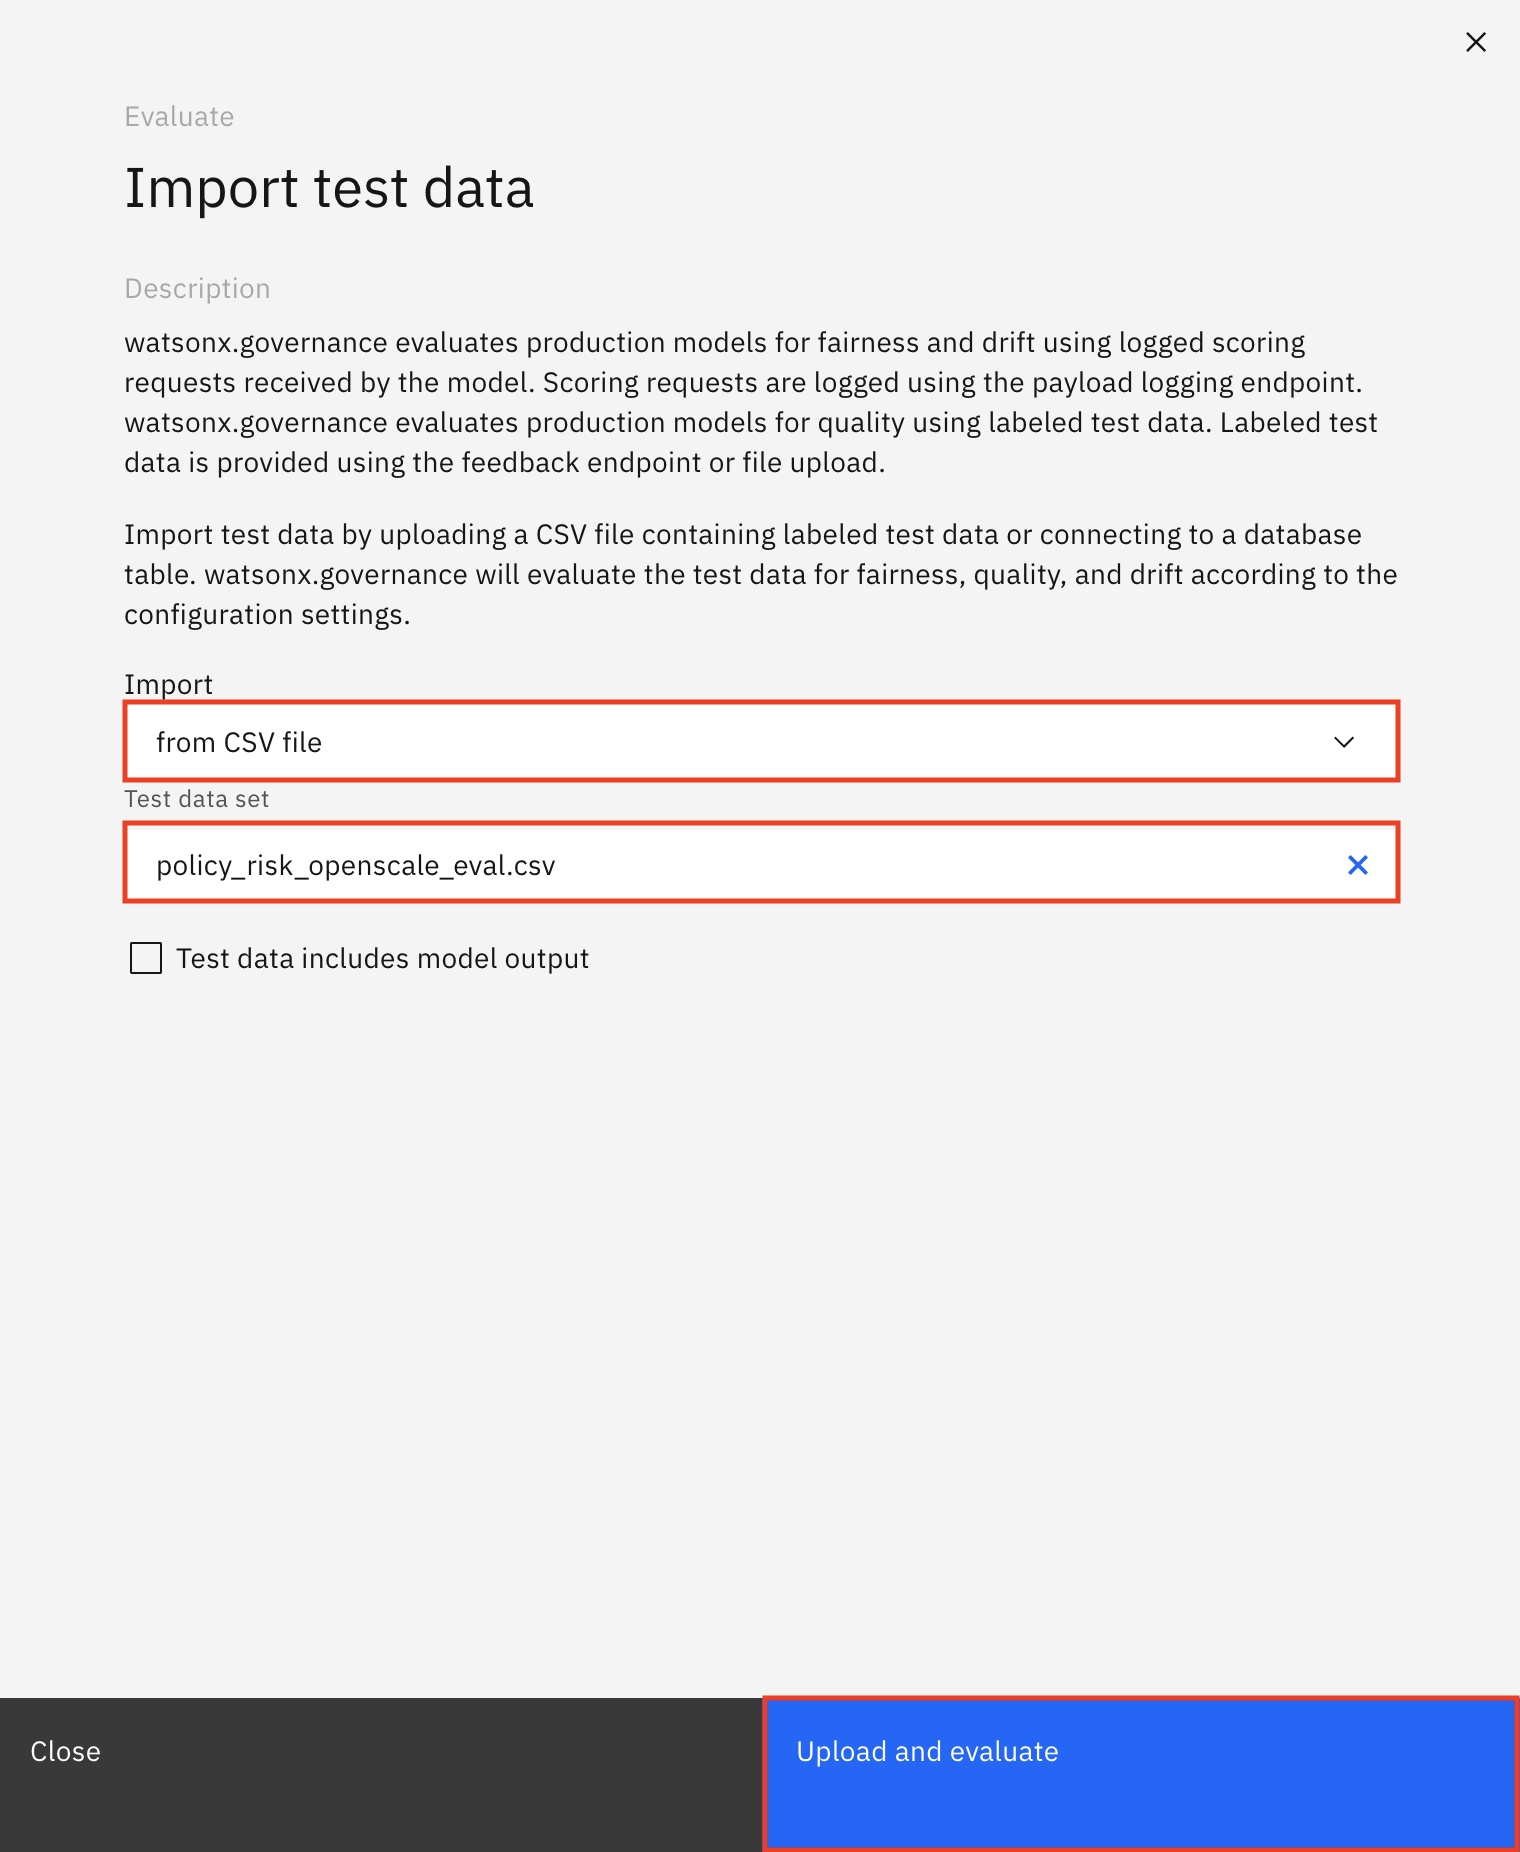 Evaluate
Import test data
Description
watsonx.governance evaluates production models for fairness and drift using logged scoring
requests received by the model. Scoring requests are logged using the payload logging endpoint.
watsonx.governance evaluates production models for quality using labeled test data. Labeled test
data is provided using the feedback endpoint or file upload.
Import test data by uploading a CSV file containing labeled test data or connecting to a database
table. watsonx.governance will evaluate the test data for fairness, quality, and drift according to the
configuration settings.
Import
from CSV file
Test data set
policy_risk_openscale_eval.csv
Test data includes model output
Close
Upload and evaluate